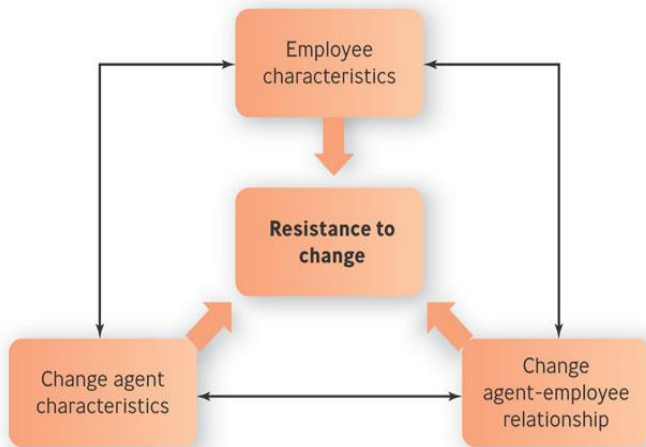 Employee
characteristics
Resistance to
change
Change agent
characteristics
Change
agent-employee
relationship